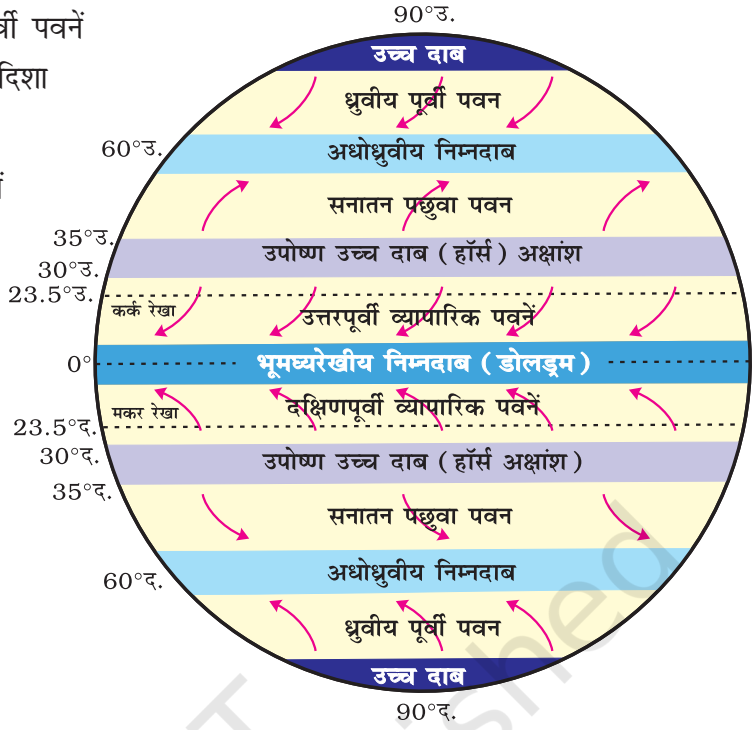 र्वी पवनें
दिशा
में
90°उ.
उच्च दाब
ध्रुवीय पूर्वी पवन
60°उ.
अधोध्रुवीय निम्नदाब
सनातन पछुवा पवन
35°उ.
उपोष्ण उच्च दाब (हॉर्स) अक्षांश
30°उ.
23.5°उ.
कर्क रेखा
उत्तरपूर्वी व्यापारिक पवनें
0°
भूमघ्यरेखीय निम्नदाब (डोलड्रम)
मकर रेखा
दक्षिणपूर्वी व्यापारिक पवनें
23.5°द.
30°द.
उपोष्ण उच्च दाब (हॉर्स अक्षांश)
35°द.
सनातन पछुवा पवन
60°द.
अधोध्रुवीय निम्नदाब
ध्रुवीय पूर्वी पवन
उच्च दाब
90°द.